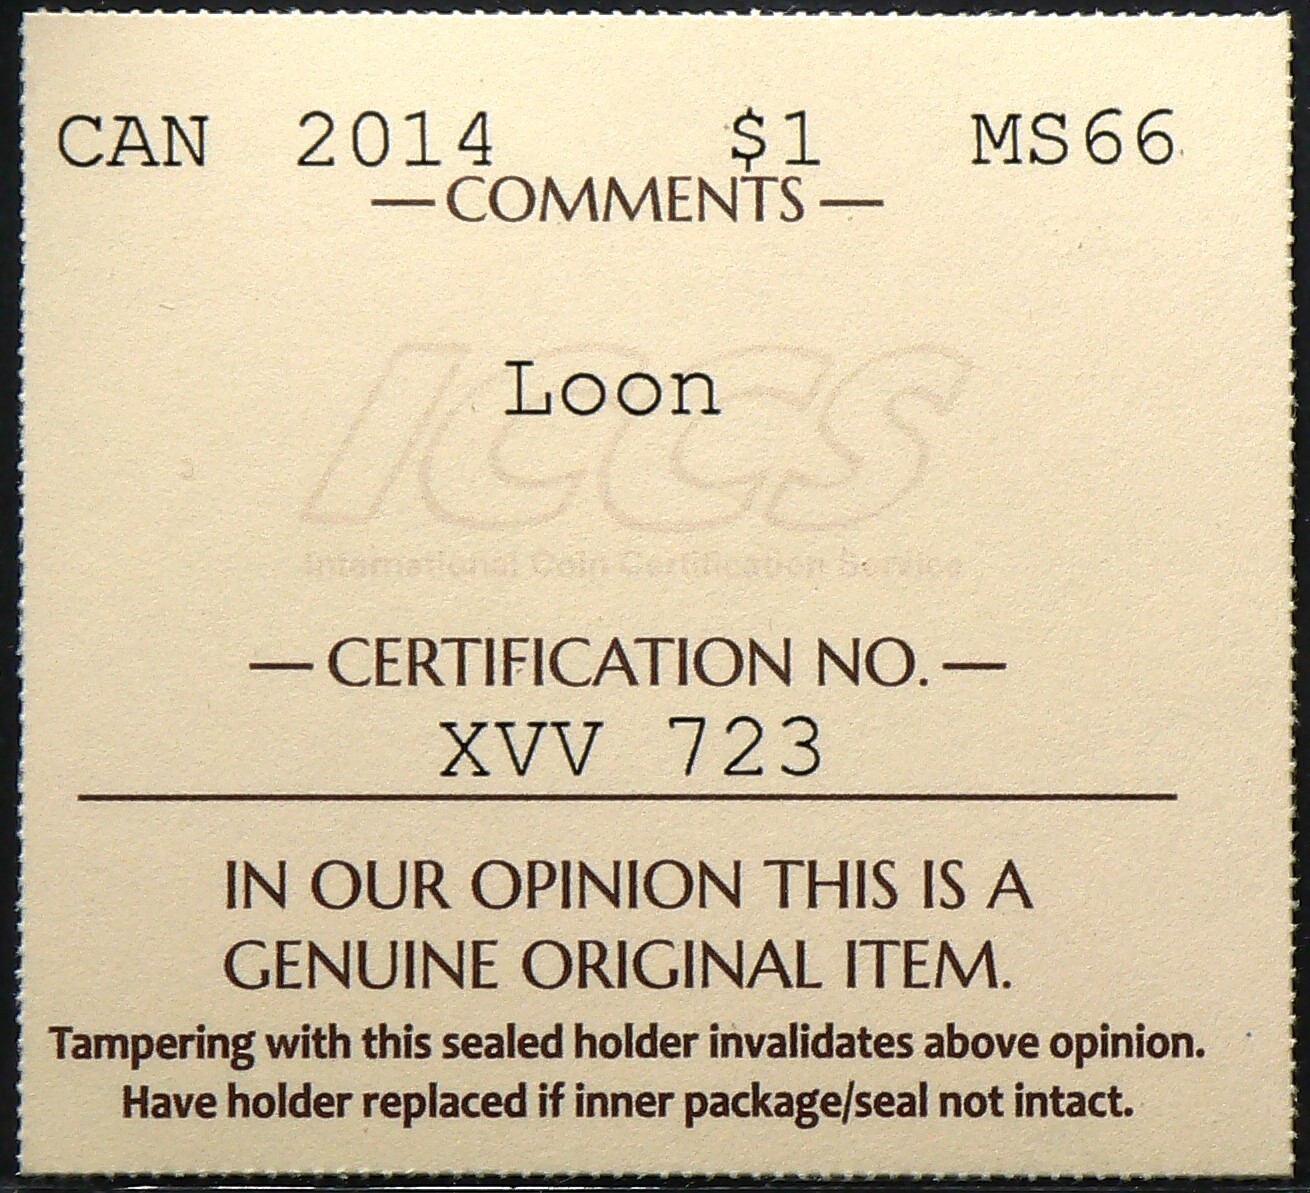 CAN 2014 $1 MS66
—COMMENTS—
Loon
ICCS
International Coin Certification Service
—CERTIFICATION NO.—
XVV 723
IN OUR OPINION THIS IS A
GENUINE ORIGINAL ITEM.
Tampering with this sealed holder invalidates above opinion.
Have holder replaced if inner package/seal not intact.